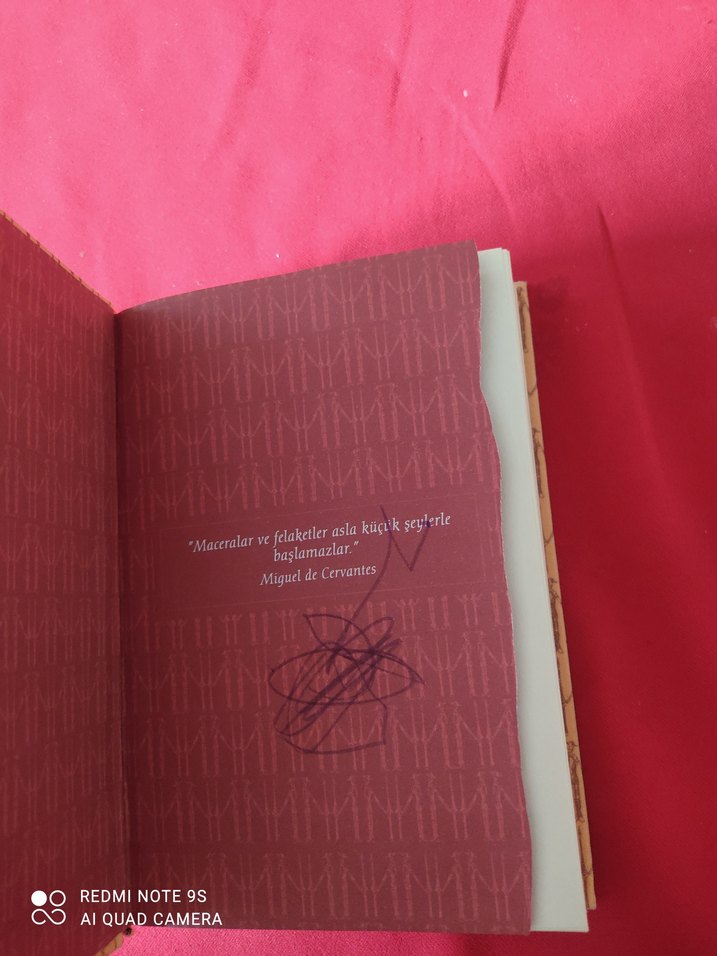 "Maceralar ve felaketler asla küçük şeylerle
başlamazlar."
Miguel de Cervantes
REDMI NOTE 9S
AI QUAD CAMERA